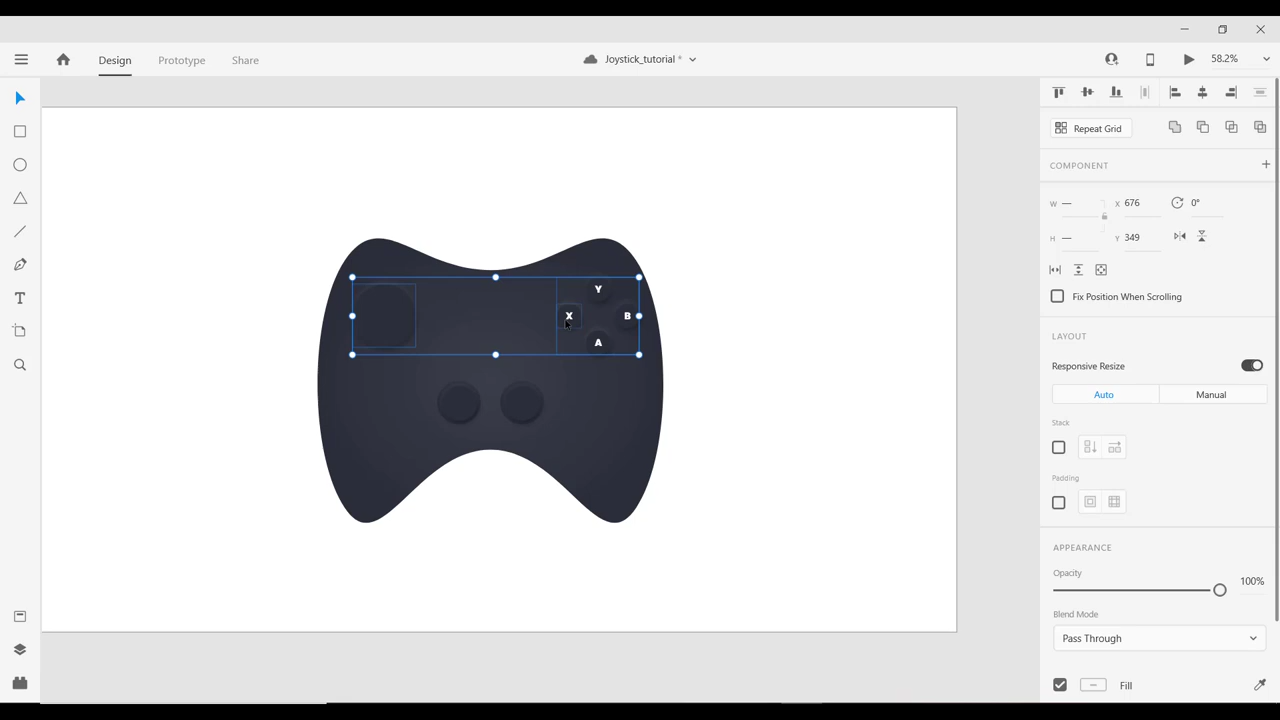 Design
Prototype
Share
Joystick_tutorial *
58.2%
Repeat Grid
COMPONENT
W —
X 676
0°
H —
Y 349
Fix Position When Scrolling
LAYOUT
Responsive Resize
Auto
Manual
Stack
Padding
APPEARANCE
Opacity
100%
Blend Mode
Pass Through
Fill
Y
X
B
A